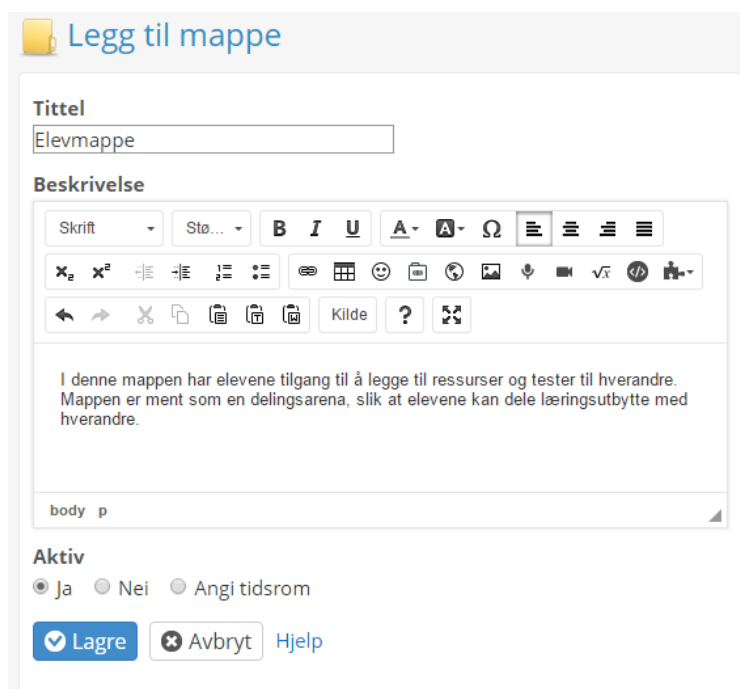 Legg til mappe
Tittel
Elevmappe
Beskrivelse
Skrift Stø... B I U A A Ω
x₂ x² √x
Kilde ?
I denne mappen har elevene tilgang til å legge til ressurser og tester til hverandre.
Mappen er ment som en delingsarena, slik at elevene kan dele læringsutbytte med
hverandre.
body p
Aktiv
Ja Nei Angi tidsrom
Lagre Avbryt Hjelp